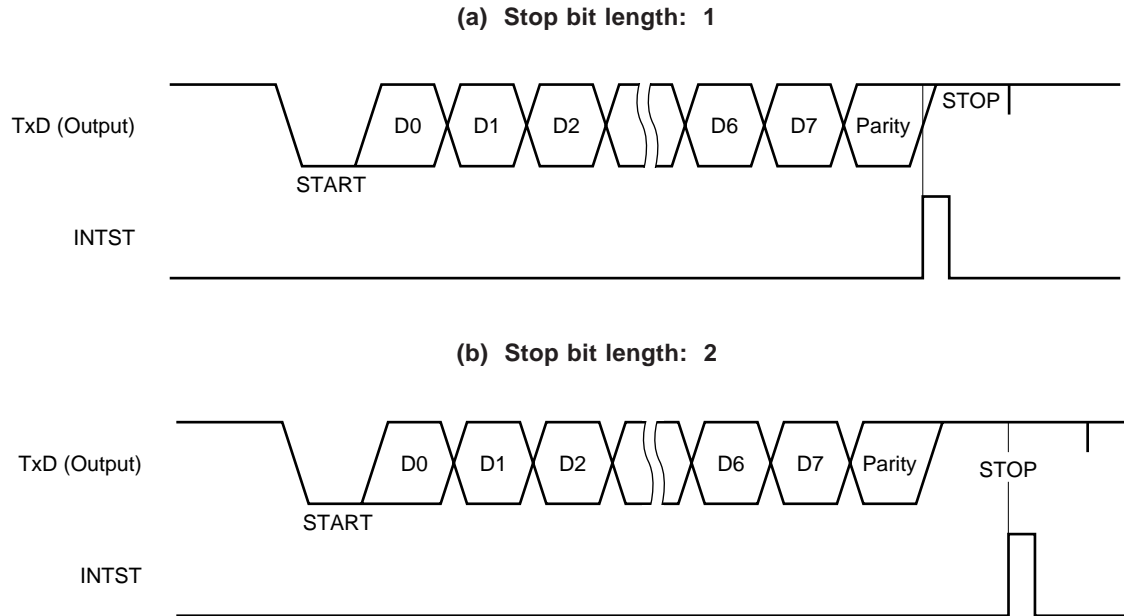 (a) Stop bit length: 1
STOP
TxD (Output) D0 D1 D2 D6 D7 Parity
START
INTST
(b) Stop bit length: 2
TxD (Output) D0 D1 D2 D6 D7 Parity STOP
START
INTST